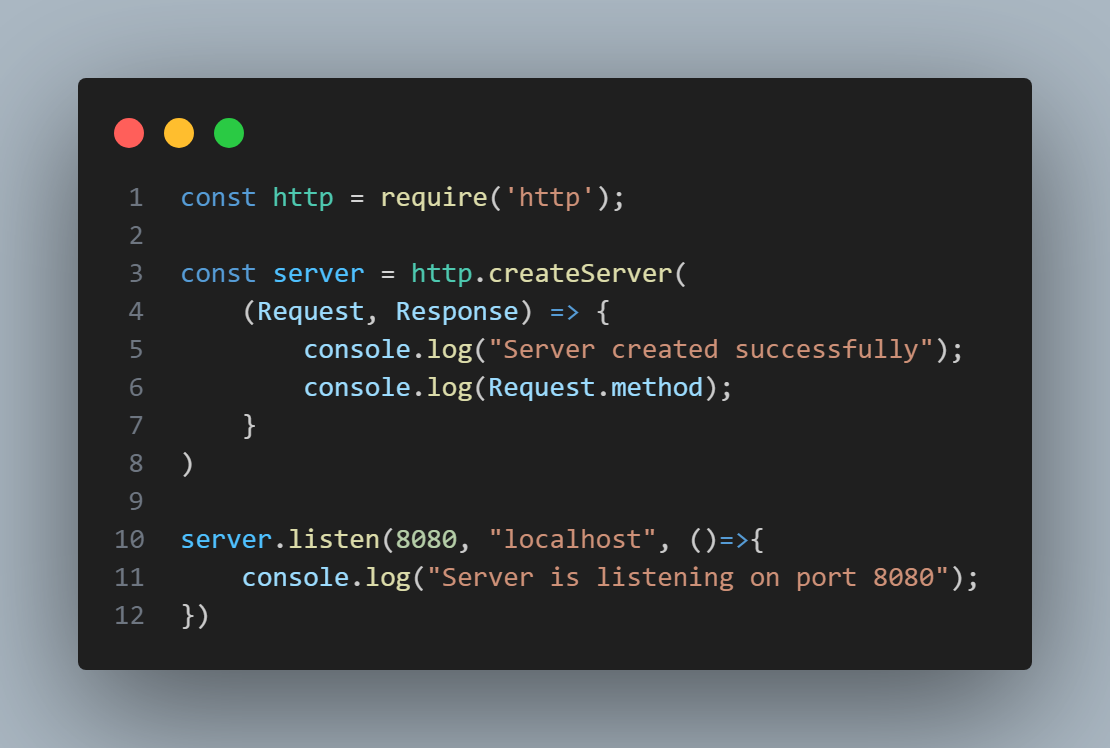 1 const http = require('http');
2
3 const server = http.createServer(
4     (Request, Response) => {
5         console.log("Server created successfully");
6         console.log(Request.method);
7     }
8 )
9
10 server.listen(8080, "localhost", ()=>{
11     console.log("Server is listening on port 8080");
12 })